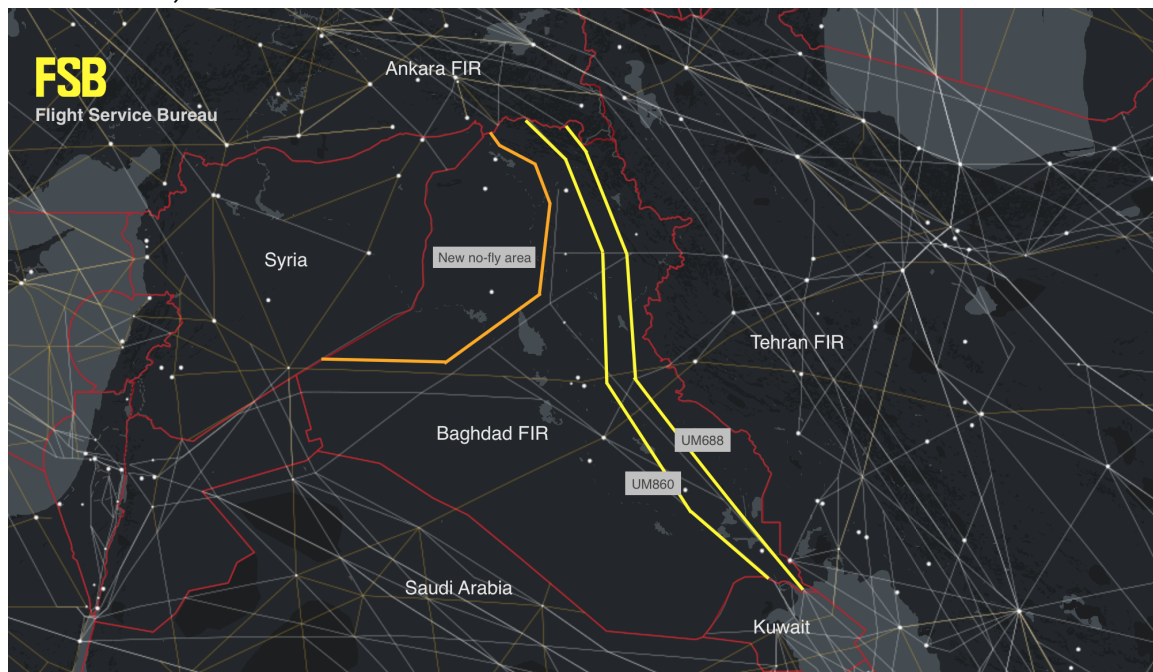 FSB
Flight Service Bureau
Ankara FIR
Syria
New no-fly area
Tehran FIR
Baghdad FIR
UM688
UM860
Saudi Arabia
Kuwait